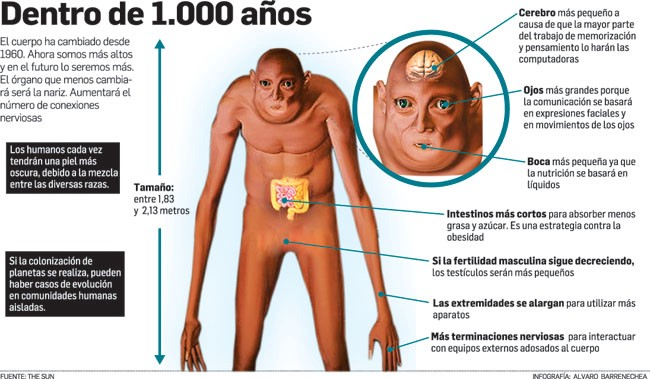 Dentro de 1.000 años
El cuerpo ha cambiado desde
1960. Ahora somos más altos
y en el futuro lo seremos más.
El órgano que menos cambia-
rá será la nariz. Aumentará el
número de conexiones
nerviosas
Los humanos cada vez
tendrán una piel más
oscura, debido a la mezcla
entre las diversas razas.
Tamaño:
entre 1,83
y 2,13 metros
Si la colonización de
planetas se realiza, pueden
haber casos de evolución
en comunidades humanas
aisladas.
Cerebro más pequeño a
causa de que la mayor parte
del trabajo de memorización
y pensamiento lo harán las
computadoras
Ojos más grandes porque
la comunicación se basará
en expresiones faciales y
en movimientos de los ojos
Boca más pequeña ya que
la nutrición se basará en
líquidos
Intestinos más cortos para absorber menos
grasa y azúcar. Es una estrategia contra la
obesidad
Si la fertilidad masculina sigue decreciendo,
los testículos serán más pequeños
Las extremidades se alargan para utilizar más
aparatos
Más terminaciones nerviosas para interactuar
con equipos externos adosados al cuerpo
FUENTE: THE SUN
INFOGRAFÍA: ALVARO BARRENECHEA